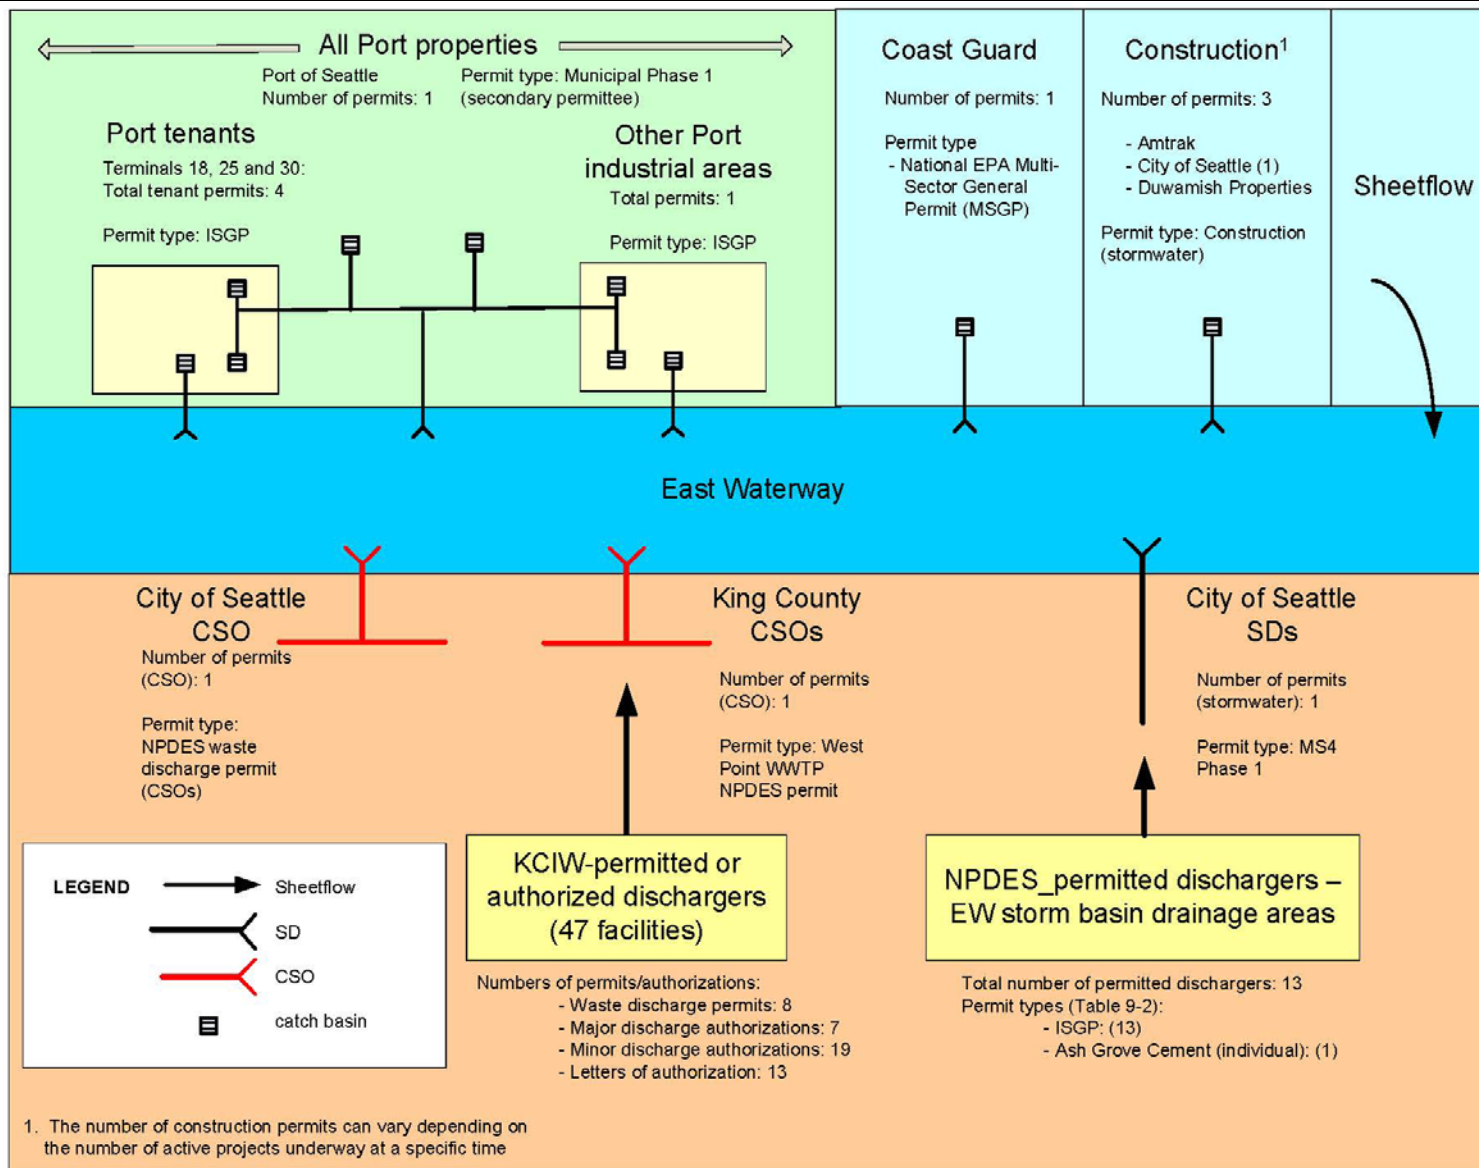 All Port properties
Port of Seattle
Number of permits: 1
Permit type: Municipal Phase 1
(secondary permittee)
Port tenants
Terminals 18, 25 and 30:
Total tenant permits: 4
Permit type: ISGP
Other Port
industrial areas
Total permits: 1
Permit type: ISGP
Coast Guard
Number of permits: 1
Permit type
- National EPA Multi-
Sector General
Permit (MSGP)
Construction¹
Number of permits: 3
- Amtrak
- City of Seattle (1)
- Duwamish Properties
Permit type: Construction
(stormwater)
Sheetflow
East Waterway
City of Seattle
CSO
Number of permits
(CSO): 1
Permit type:
NPDES waste
discharge permit
(CSOs)
King County
CSOs
Number of permits
(CSO): 1
Permit type: West
Point WWTP
NPDES permit
City of Seattle
SDs
Number of permits
(stormwater): 1
Permit type: MS4
Phase 1
LEGEND
Sheetflow
SD
CSO
catch basin
KCIW-permitted or
authorized dischargers
(47 facilities)
Numbers of permits/authorizations:
- Waste discharge permits: 8
- Major discharge authorizations: 7
- Minor discharge authorizations: 19
- Letters of authorization: 13
NPDES_permitted dischargers –
EW storm basin drainage areas
Total number of permitted dischargers: 13
Permit types (Table 9-2):
- ISGP: (13)
- Ash Grove Cement (individual): (1)
1. The number of construction permits can vary depending on
the number of active projects underway at a specific time